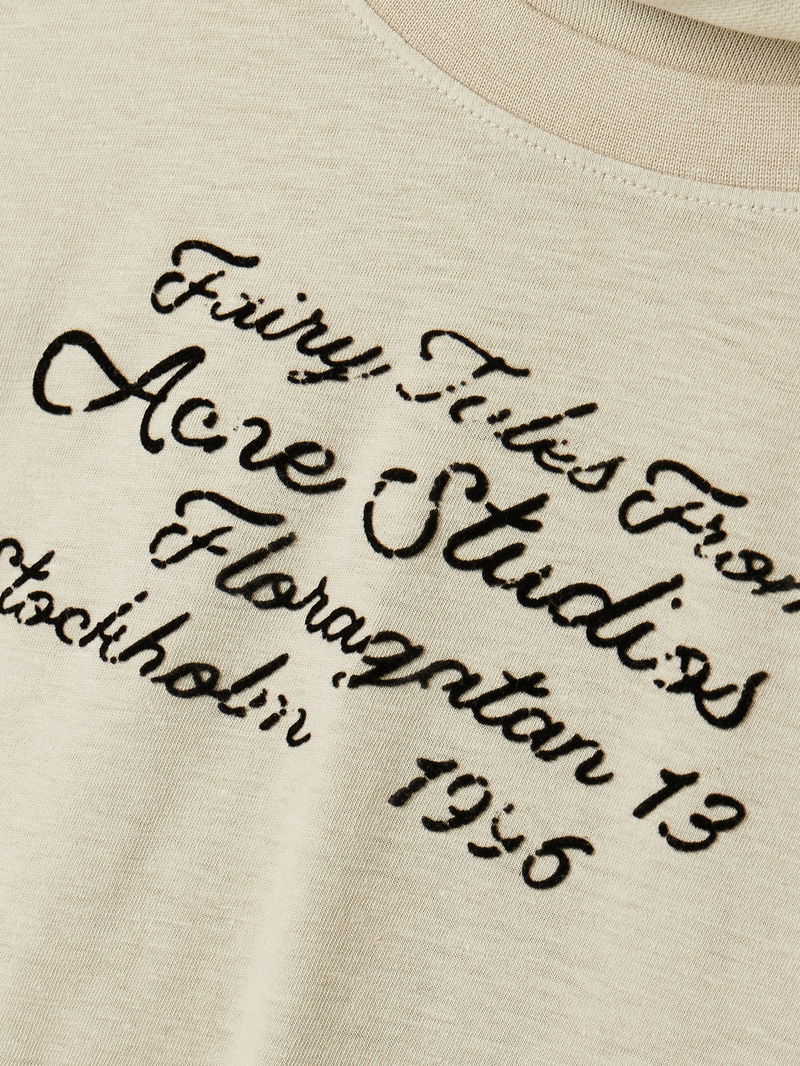 Fairy Tales From
Acne Studios
Floragatan 13
Stockholm 1996